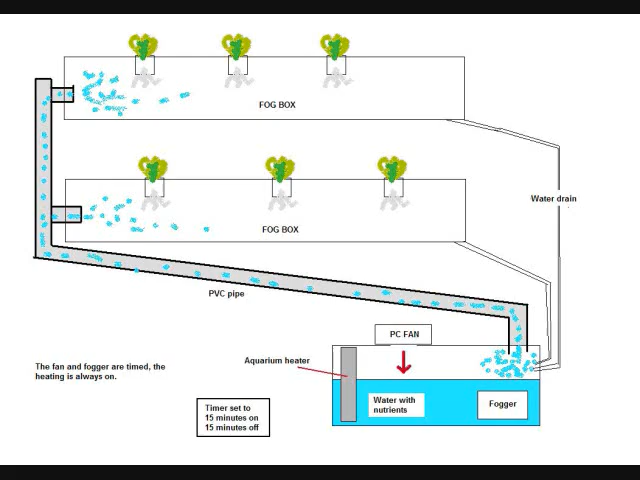 FOG BOX
Water drain
FOG BOX
PVC pipe
PC FAN
Aquarium heater
The fan and fogger are timed, the
heating is always on.
Water with
nutrients
Fogger
Timer set to
15 minutes on
15 minutes off